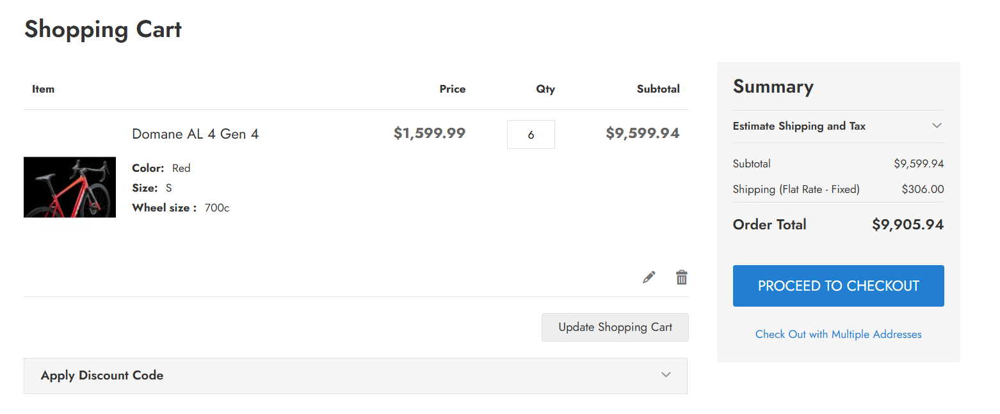 Shopping Cart
Item Price Qty Subtotal
Domane AL 4 Gen 4 $1,599.99 6 $9,599.94
Color: Red
Size: S
Wheel size : 700c
Update Shopping Cart
Apply Discount Code
Summary
Estimate Shipping and Tax
Subtotal $9,599.94
Shipping (Flat Rate - Fixed) $306.00
Order Total $9,905.94
PROCEED TO CHECKOUT
Check Out with Multiple Addresses